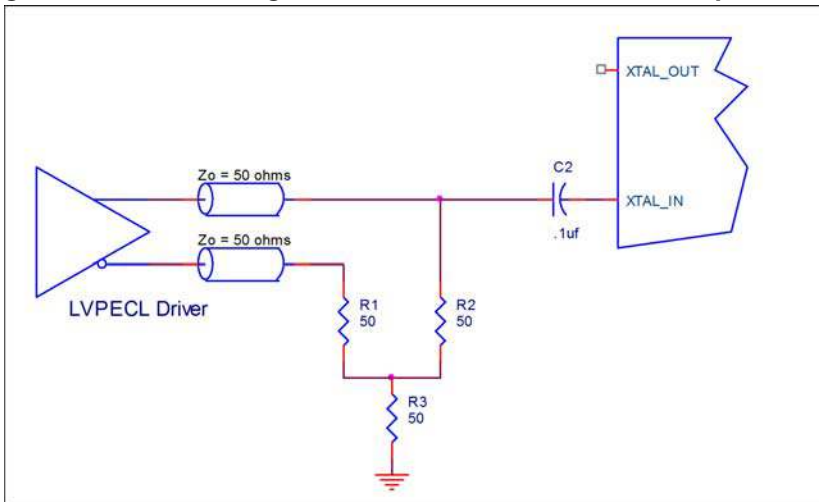 XTAL_OUT
Zo = 50 ohms
C2
XTAL_IN
.1uf
Zo = 50 ohms
LVPECL Driver
R1
50
R2
50
R3
50